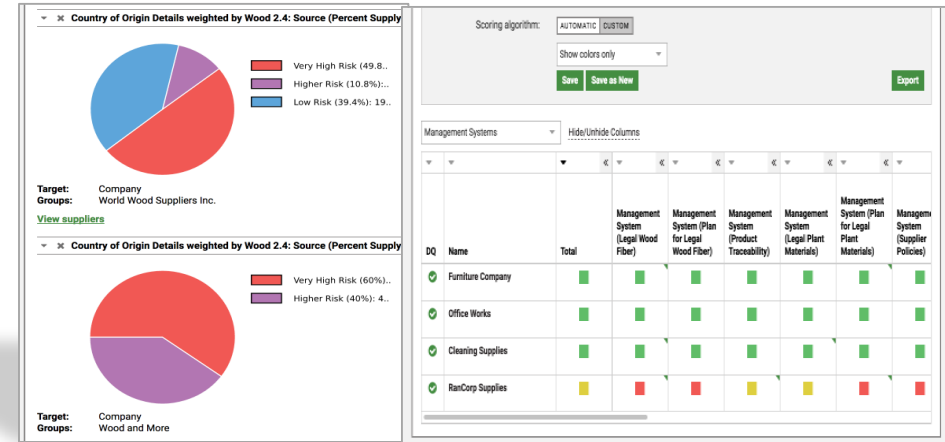 Country of Origin Details weighted by Wood 2.4: Source (Percent Supply
Very High Risk (49.8..
Higher Risk (10.8%):..
Low Risk (39.4%): 19..
Target: Company
Groups: World Wood Suppliers Inc.
View suppliers
Country of Origin Details weighted by Wood 2.4: Source (Percent Supply
Very High Risk (60%)..
Higher Risk (40%): 4..
Target: Company
Groups: Wood and More
Scoring algorithm: AUTOMATIC CUSTOM
Show colors only
Save Save as New Export
Management Systems Hide/Unhide Columns
Management
Management Management Management Management System (Plan Managem
System System (Plan System System for Legal System
(Legal Wood for Legal (Product (Legal Plant Plant (Supplier
DQ Name Total Fiber) Wood Fiber) Traceability) Materials) Materials) Policies)
Furniture Company
Office Works
Cleaning Supplies
RanCorp Supplies